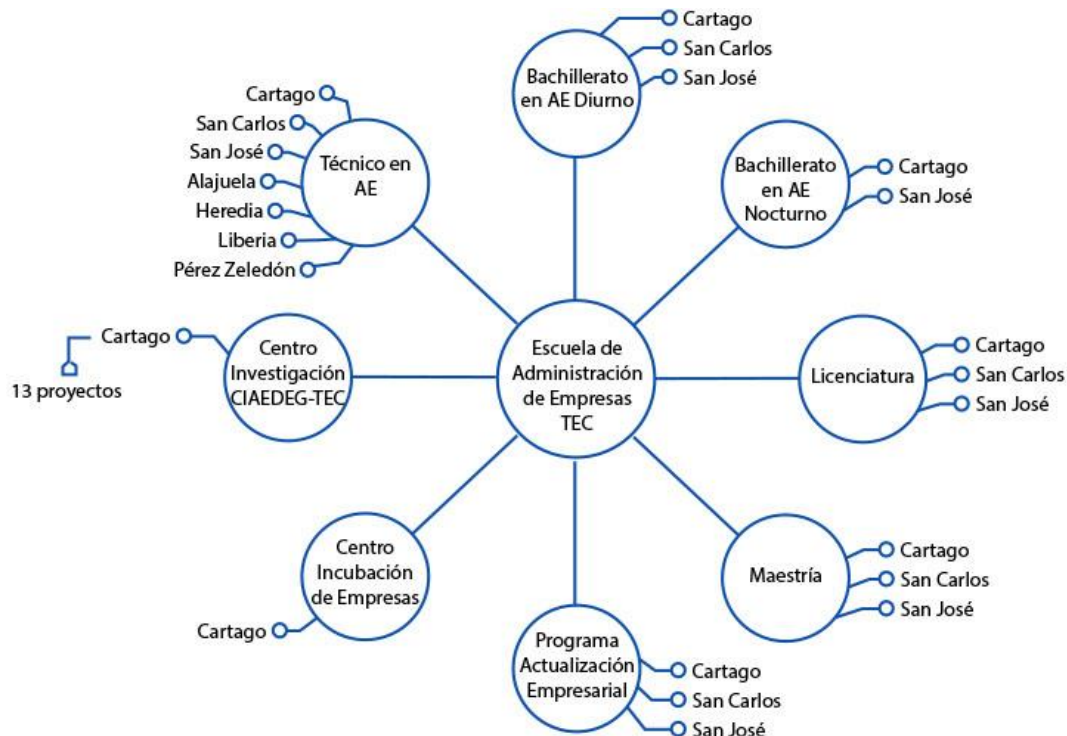 Cartago
San Carlos
San José
Bachillerato
en AE Diurno
Cartago
San Carlos
San José
Alajuela
Heredia
Liberia
Pérez Zeledón
Técnico en
AE
Bachillerato
en AE
Nocturno
Cartago
San José
Cartago
13 proyectos
Centro
Investigación
CIAEDEG-TEC
Escuela de
Administración
de Empresas
TEC
Licenciatura
Cartago
San Carlos
San José
Centro
Incubación
de Empresas
Cartago
Maestría
Cartago
San Carlos
San José
Programa
Actualización
Empresarial
Cartago
San Carlos
San José